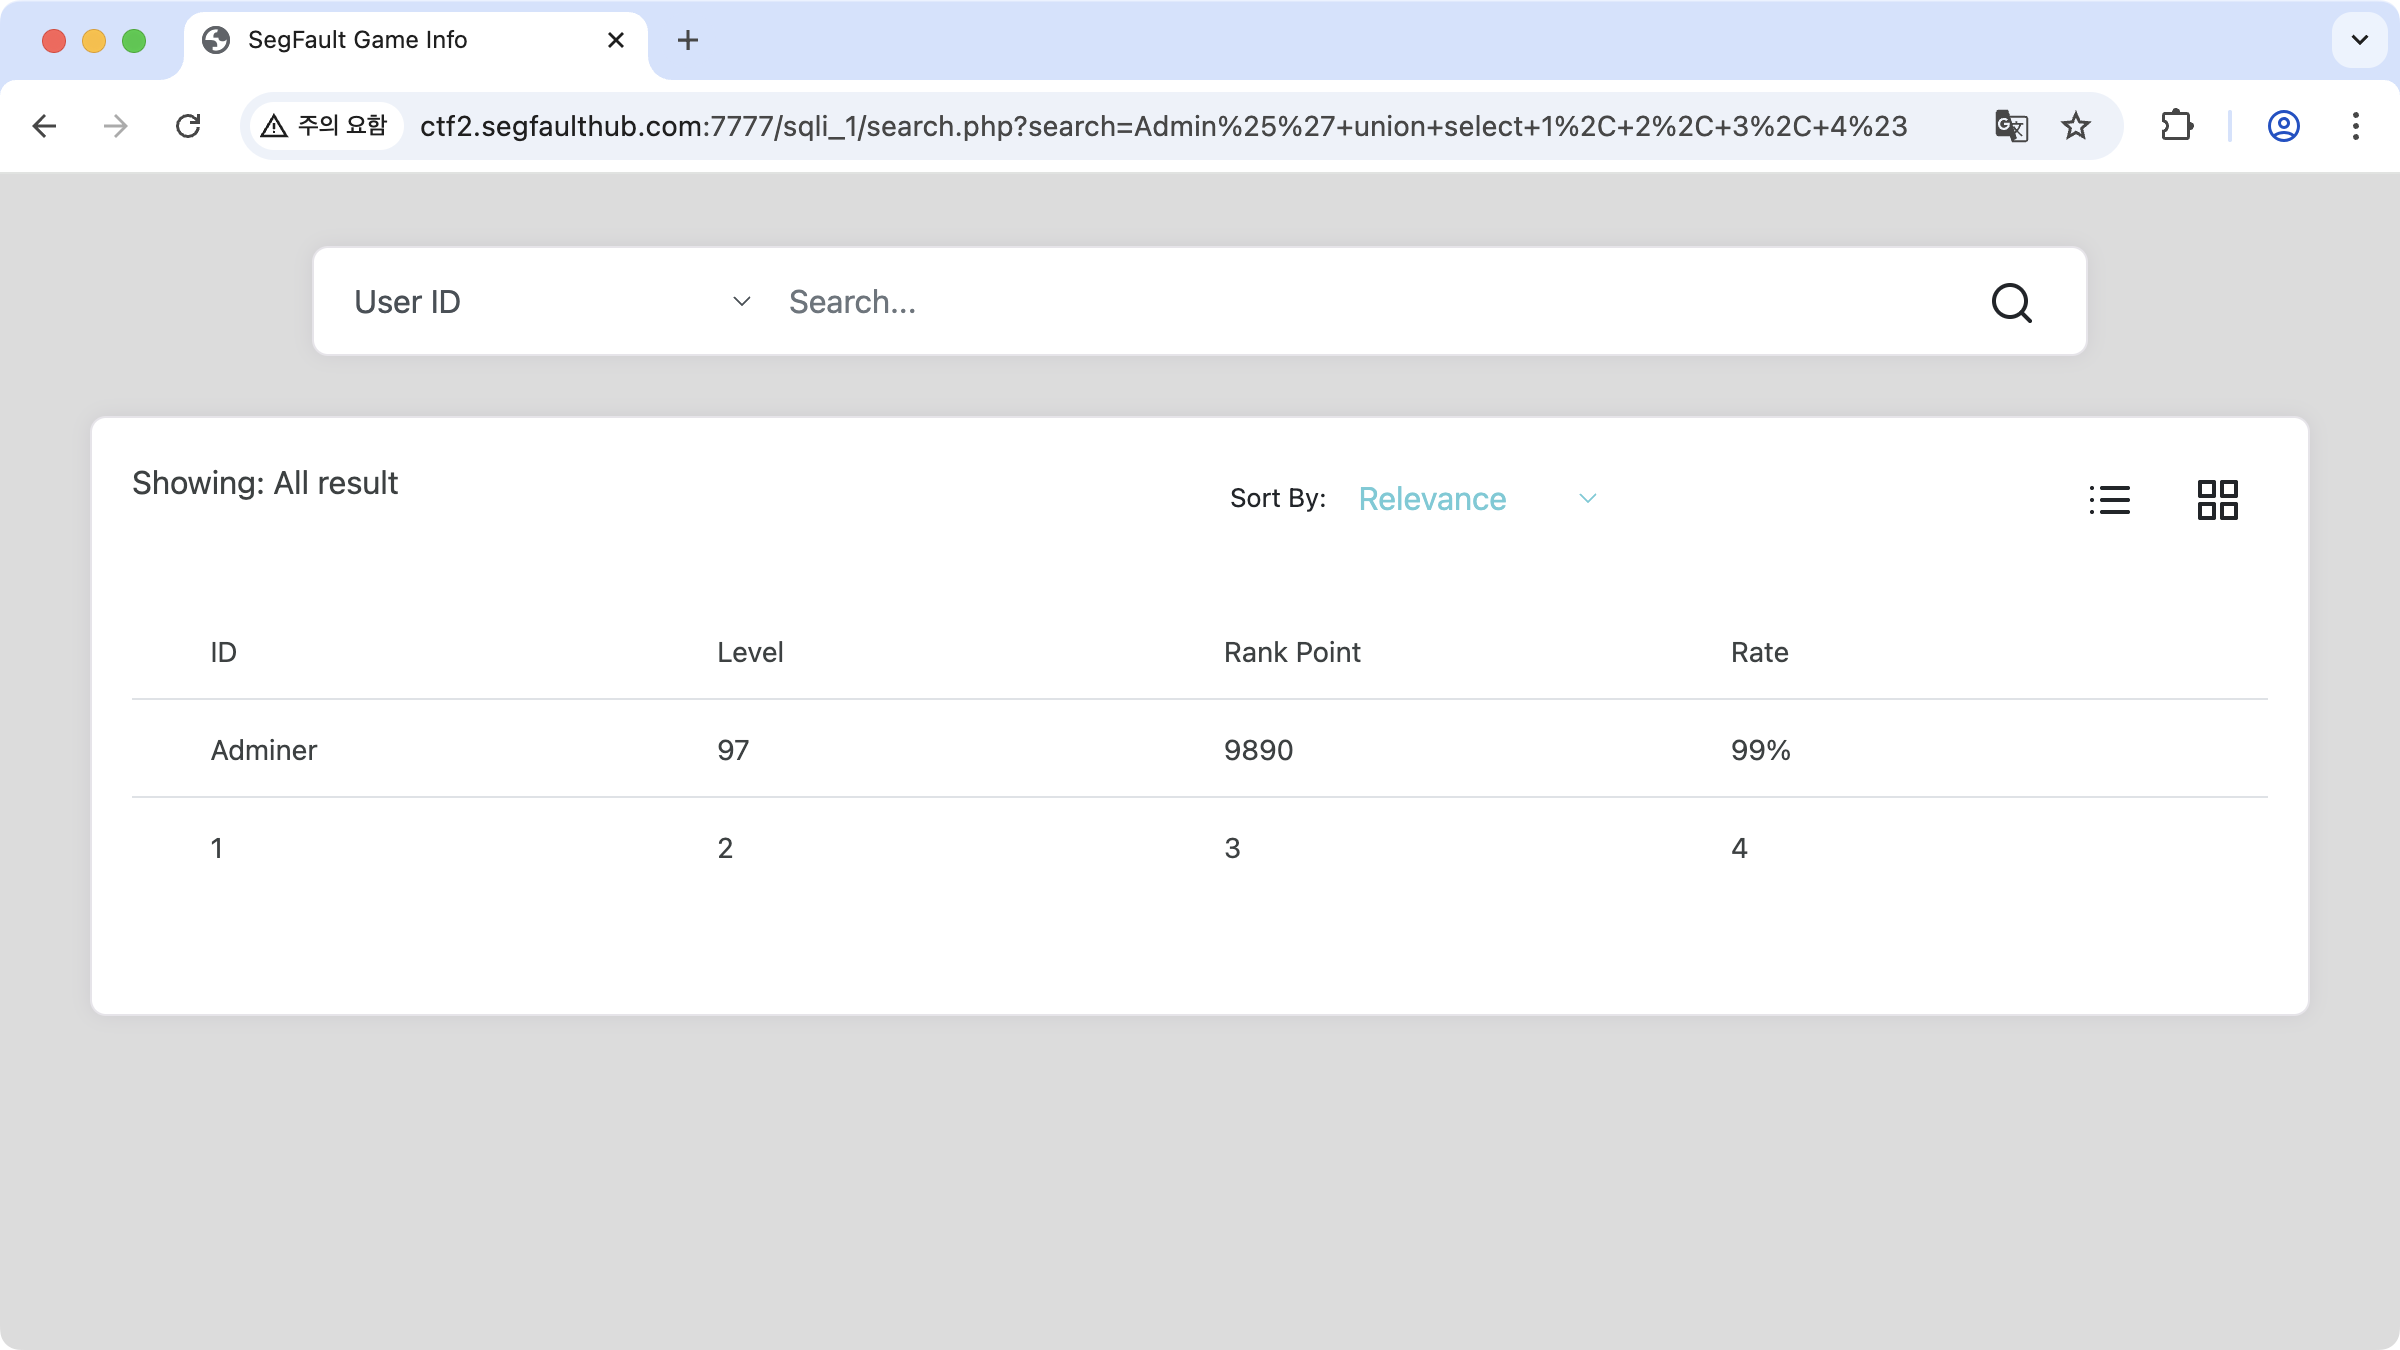 SegFault Game Info
주의 요함 ctf2.segfaulthub.com:7777/sqli_1/search.php?search=Admin%25%27+union+select+1%2C+2%2C+3%2C+4%23
User ID Search...
Showing: All result
Sort By: Relevance
ID Level Rank Point Rate
Adminer 97 9890 99%
1 2 3 4